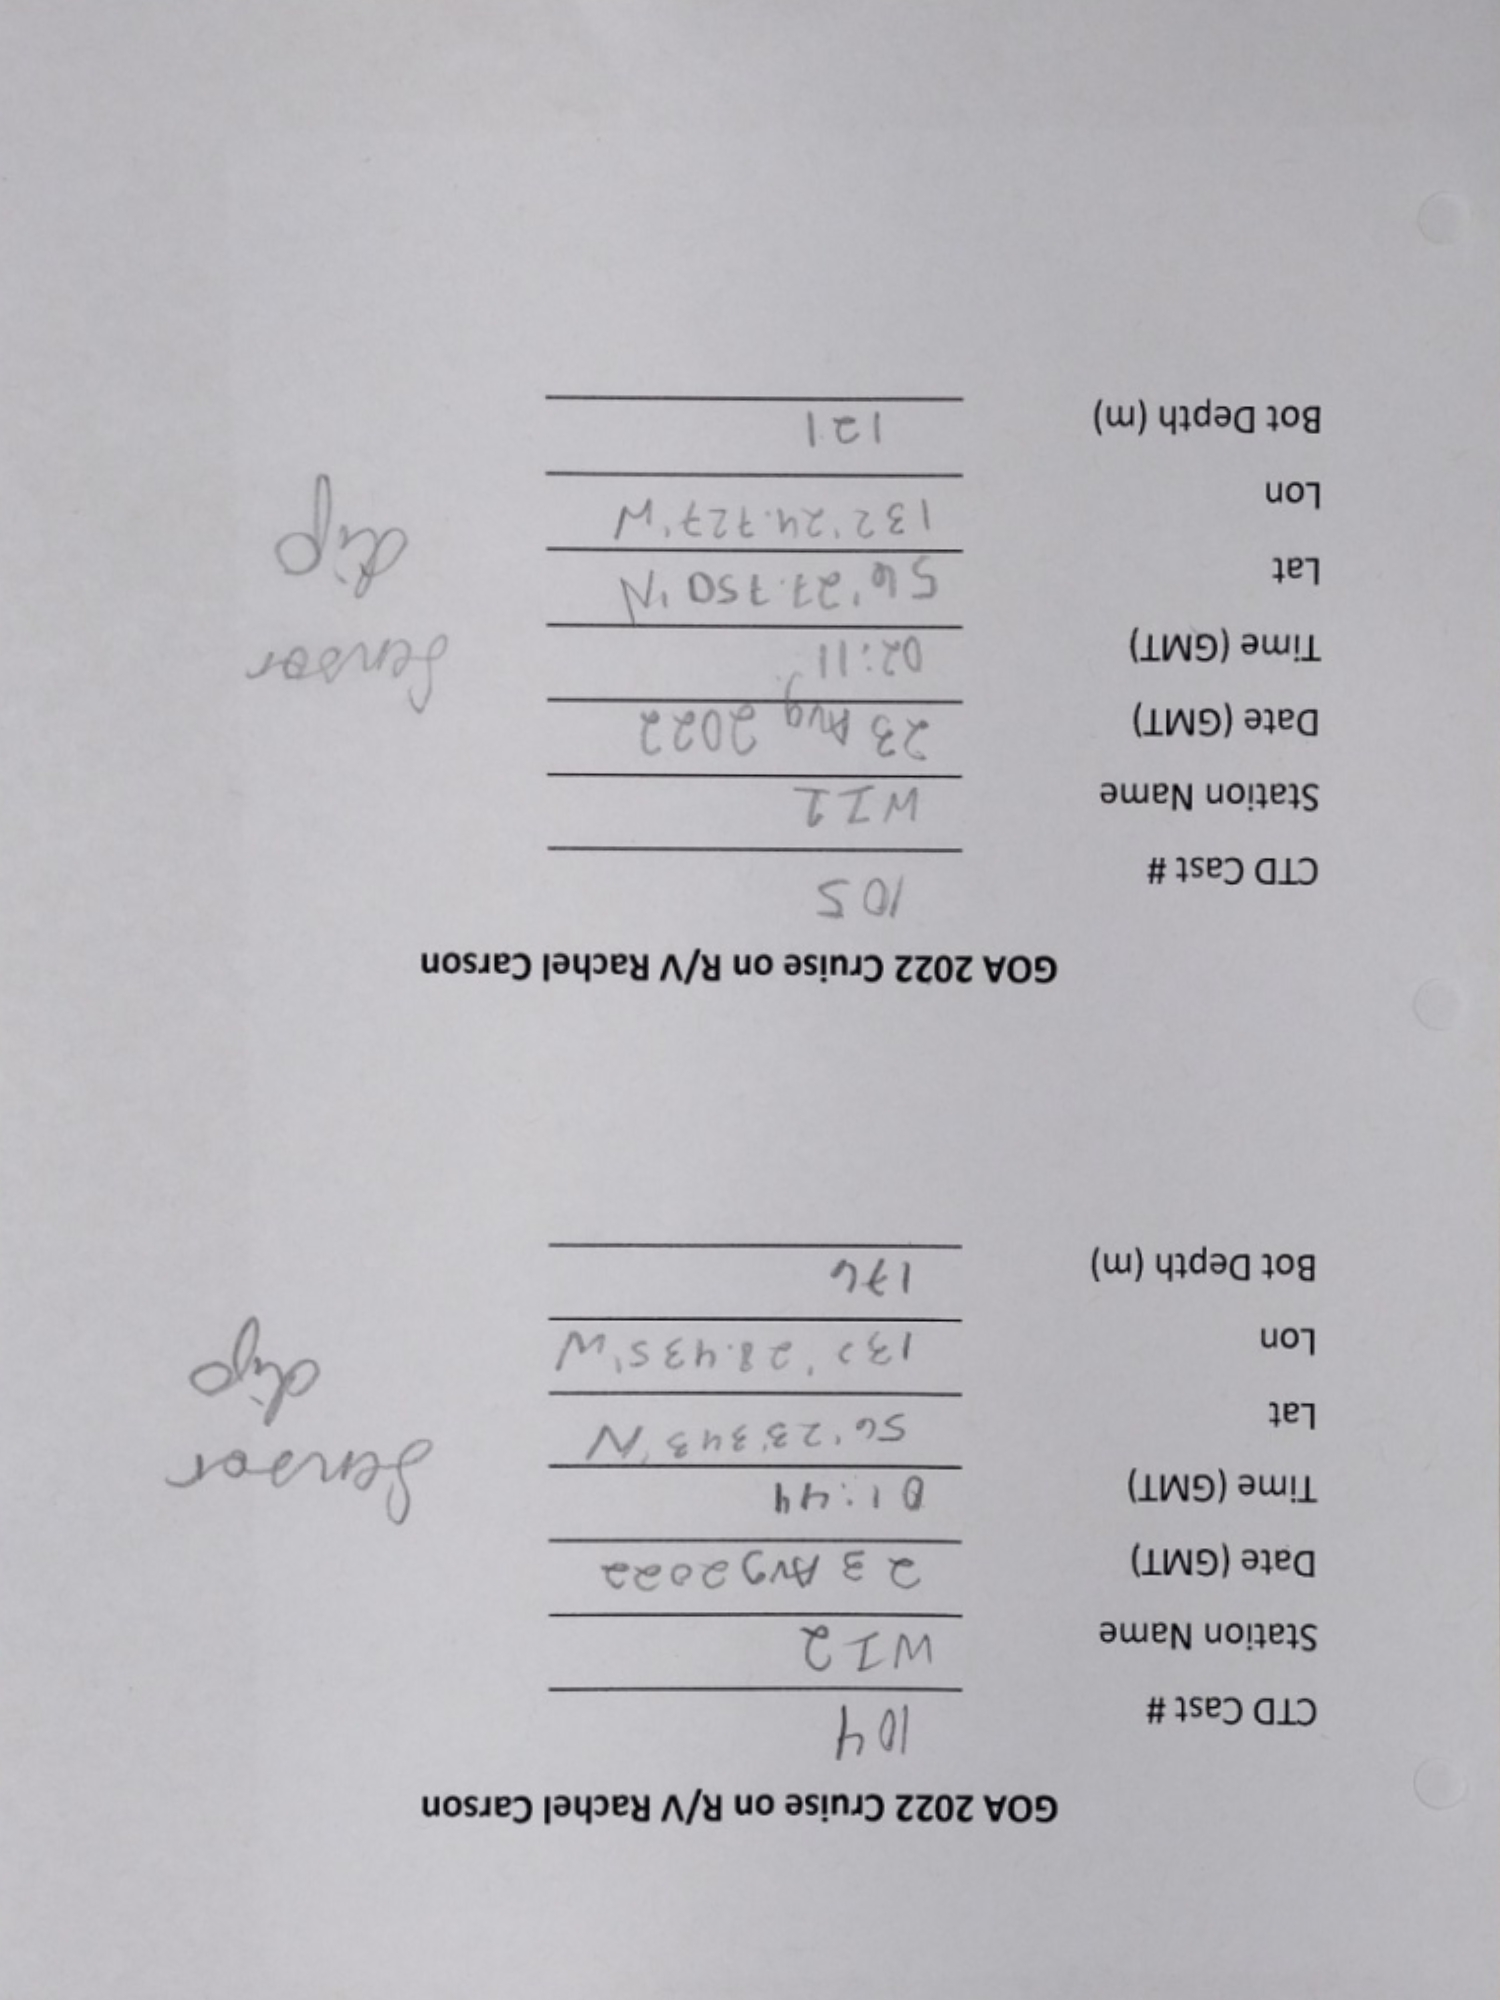 GOA 2022 Cruise on R/V Rachel Carson
CTD Cast # 104
Station Name WI2
Date (GMT) 23 Aug 2022
Time (GMT) 01:44
Lat 56'23'343'N
Lon 132'28.435'W
Bot Depth (m) 176
Sensor
dip
GOA 2022 Cruise on R/V Rachel Carson
CTD Cast # 105
Station Name WI1
Date (GMT) 23 Aug 2022
Time (GMT) 02:11
Lat 56'27.750'N
Lon 132'24.727'W
Bot Depth (m) 121
Sensor
dip